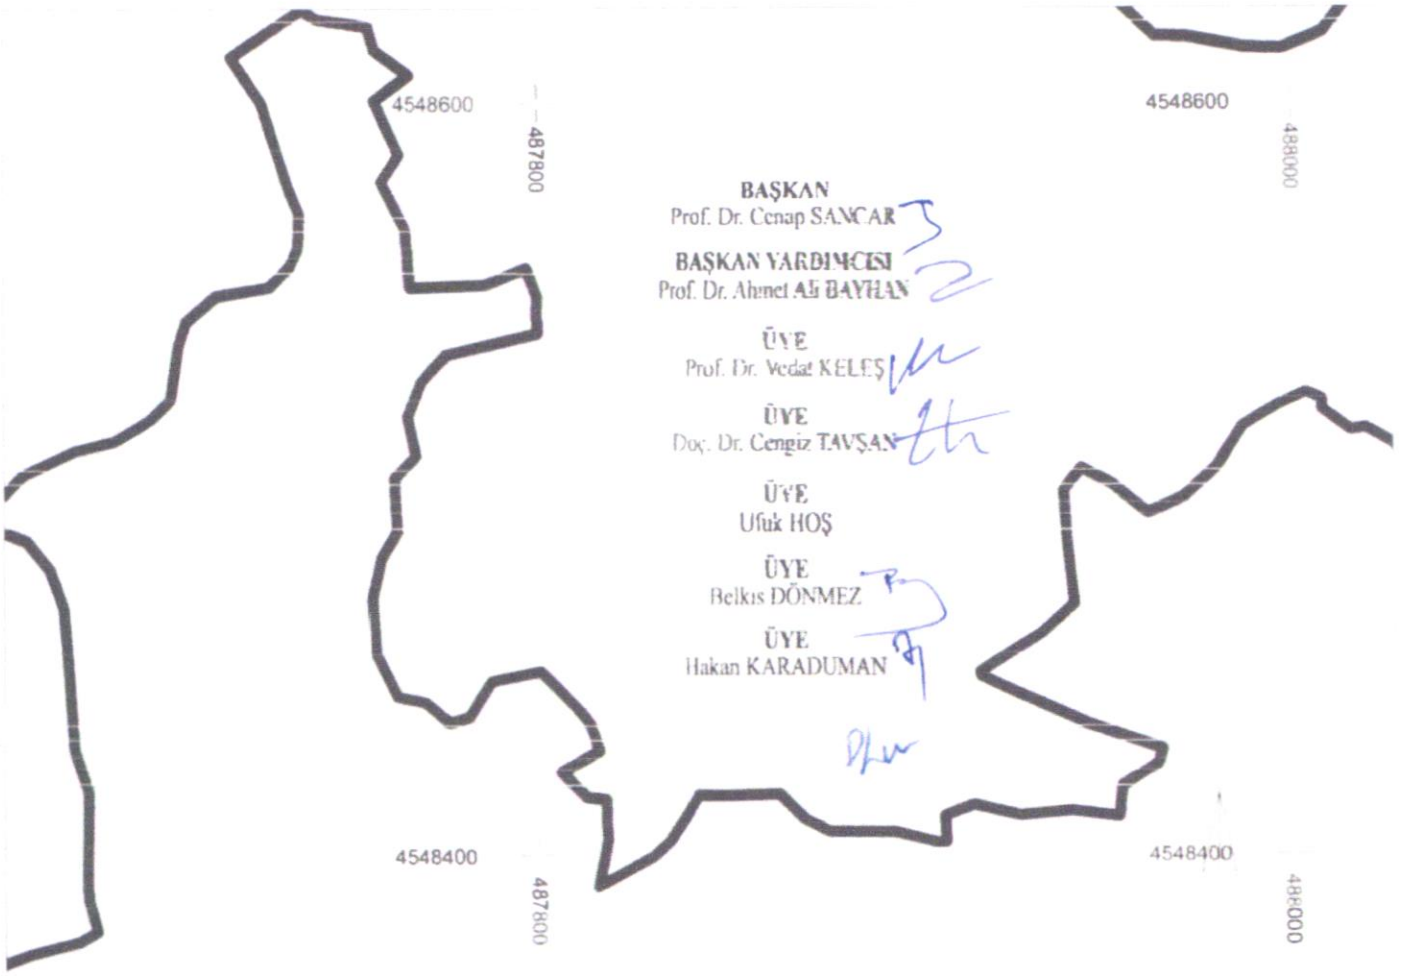 4548600
487800
4548600
488000
BAŞKAN
Prof. Dr. Cenap SANCAR
BAŞKAN YARDIMCISI
Prof. Dr. Ahmet Ali BAYHAN
ÜYE
Prof. Dr. Vedat KELEŞ
ÜYE
Doç. Dr. Cengiz TAVŞAN
ÜYE
Ufuk HOŞ
ÜYE
Belkıs DÖNMEZ
ÜYE
Hakan KARADUMAN
4548400
487800
4548400
488000